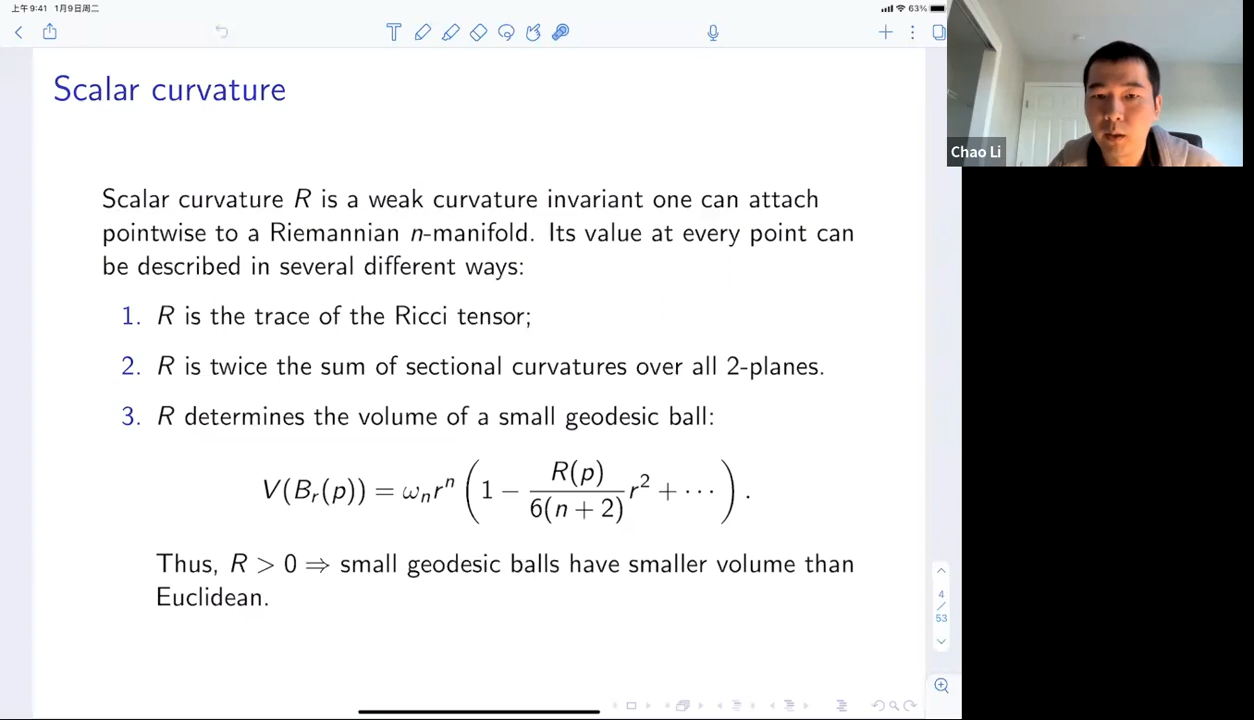 上午9:41 1月9日周二
63%
Scalar curvature
Chao Li
Scalar curvature R is a weak curvature invariant one can attach
pointwise to a Riemannian n-manifold. Its value at every point can
be described in several different ways:
1. R is the trace of the Ricci tensor;
2. R is twice the sum of sectional curvatures over all 2-planes.
3. R determines the volume of a small geodesic ball:
V(B_r(p)) = ω_n r^n (1 − R(p)/6(n + 2) r^2 + ⋯).
Thus, R > 0 ⇒ small geodesic balls have smaller volume than
Euclidean.
4
/
53